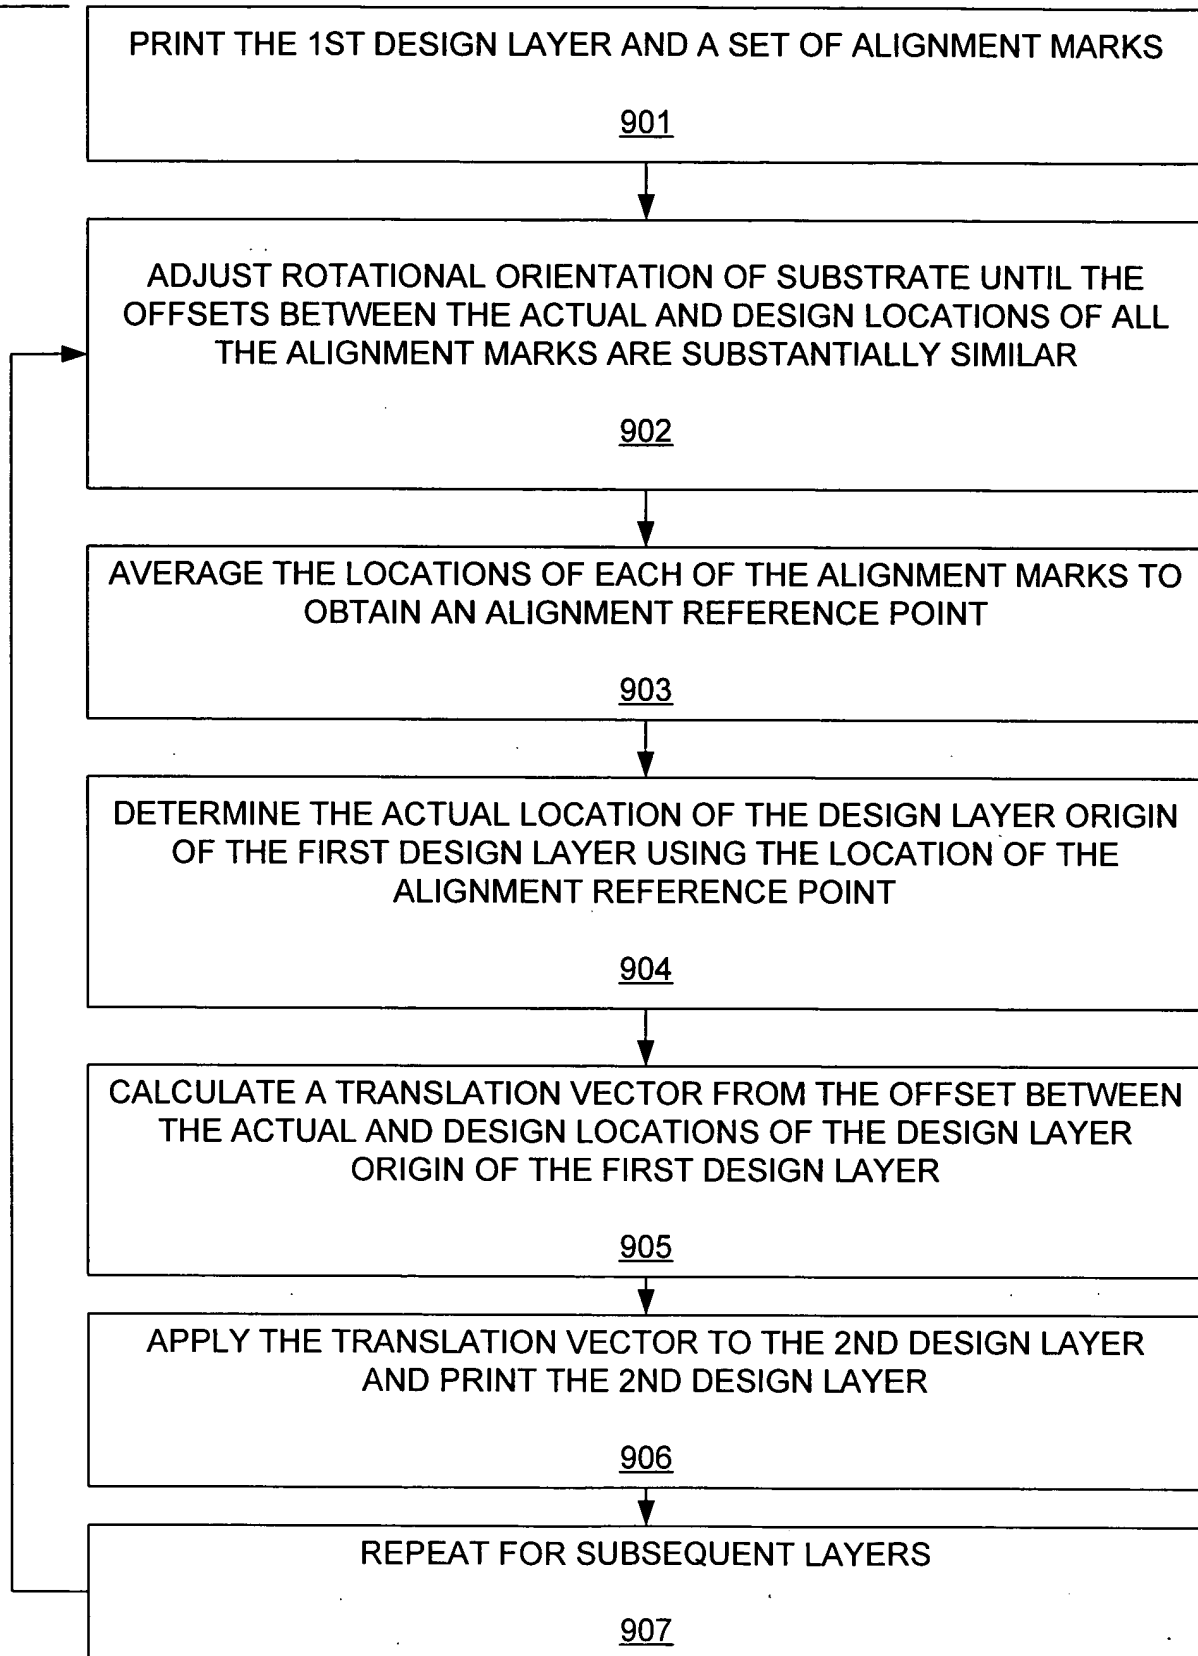 PRINT THE 1ST DESIGN LAYER AND A SET OF ALIGNMENT MARKS
901
ADJUST ROTATIONAL ORIENTATION OF SUBSTRATE UNTIL THE
OFFSETS BETWEEN THE ACTUAL AND DESIGN LOCATIONS OF ALL
THE ALIGNMENT MARKS ARE SUBSTANTIALLY SIMILAR
902
AVERAGE THE LOCATIONS OF EACH OF THE ALIGNMENT MARKS TO
OBTAIN AN ALIGNMENT REFERENCE POINT
903
DETERMINE THE ACTUAL LOCATION OF THE DESIGN LAYER ORIGIN
OF THE FIRST DESIGN LAYER USING THE LOCATION OF THE
ALIGNMENT REFERENCE POINT
904
CALCULATE A TRANSLATION VECTOR FROM THE OFFSET BETWEEN
THE ACTUAL AND DESIGN LOCATIONS OF THE DESIGN LAYER
ORIGIN OF THE FIRST DESIGN LAYER
905
APPLY THE TRANSLATION VECTOR TO THE 2ND DESIGN LAYER
AND PRINT THE 2ND DESIGN LAYER
906
REPEAT FOR SUBSEQUENT LAYERS
907